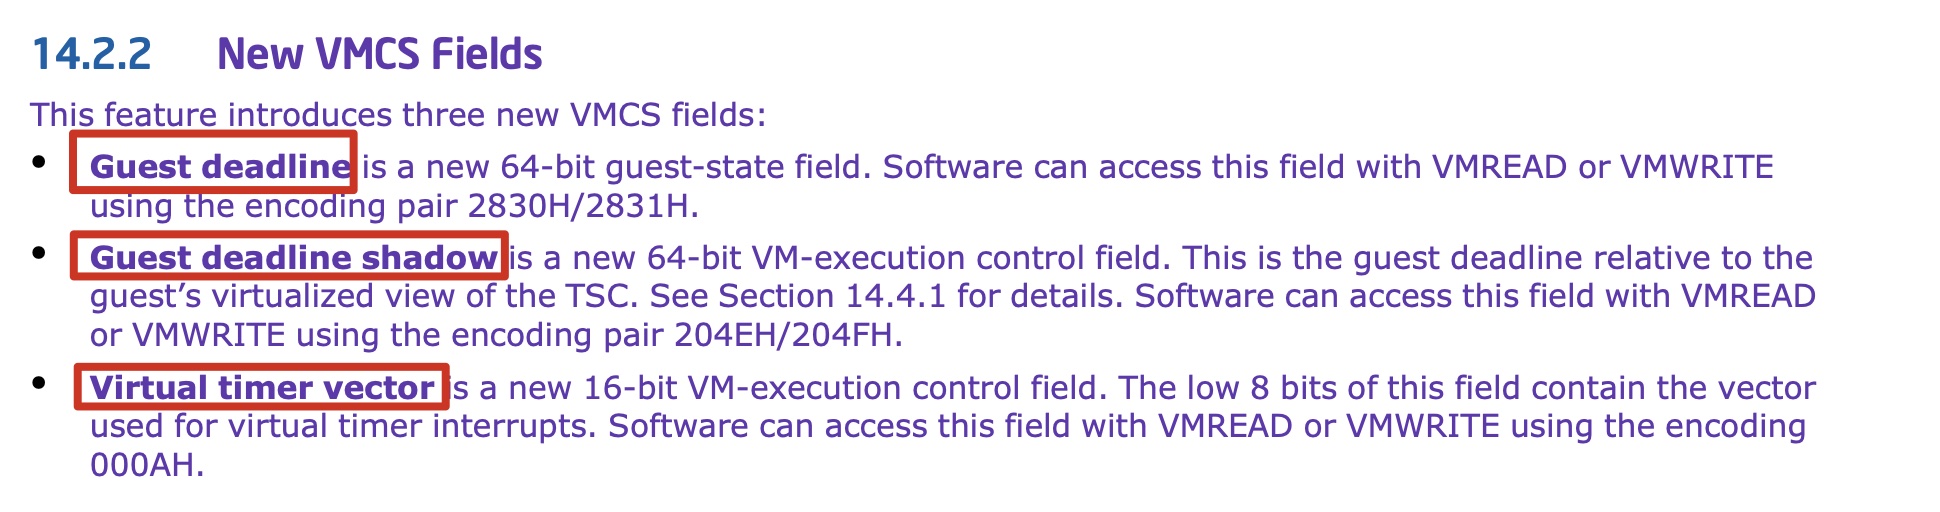 14.2.2 New VMCS Fields
This feature introduces three new VMCS fields:
• Guest deadline is a new 64-bit guest-state field. Software can access this field with VMREAD or VMWRITE
using the encoding pair 2830H/2831H.
• Guest deadline shadow is a new 64-bit VM-execution control field. This is the guest deadline relative to the
guest’s virtualized view of the TSC. See Section 14.4.1 for details. Software can access this field with VMREAD
or VMWRITE using the encoding pair 204EH/204FH.
• Virtual timer vector is a new 16-bit VM-execution control field. The low 8 bits of this field contain the vector
used for virtual timer interrupts. Software can access this field with VMREAD or VMWRITE using the encoding
000AH.